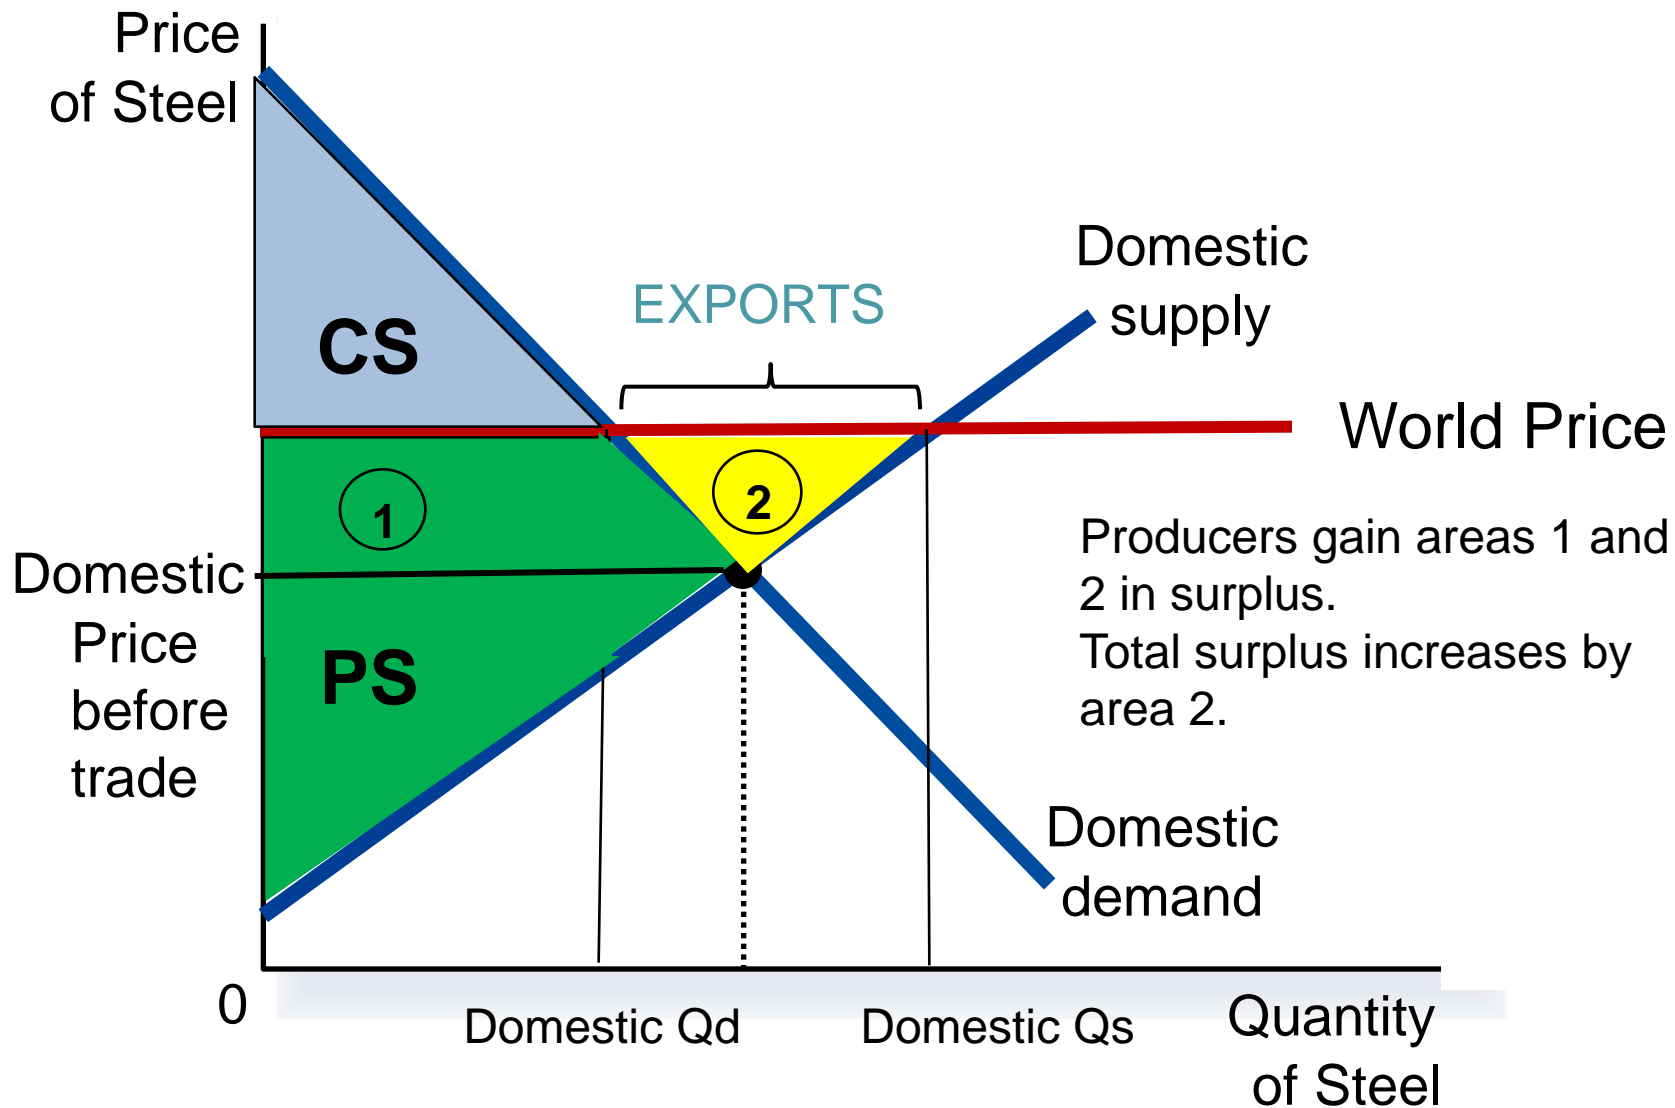 Price
of Steel
Domestic
supply
EXPORTS
CS
World Price
1
2
Producers gain areas 1 and
2 in surplus.
Total surplus increases by
area 2.
Domestic
Price
before
trade
PS
Domestic
demand
0
Domestic Qd
Domestic Qs
Quantity
of Steel